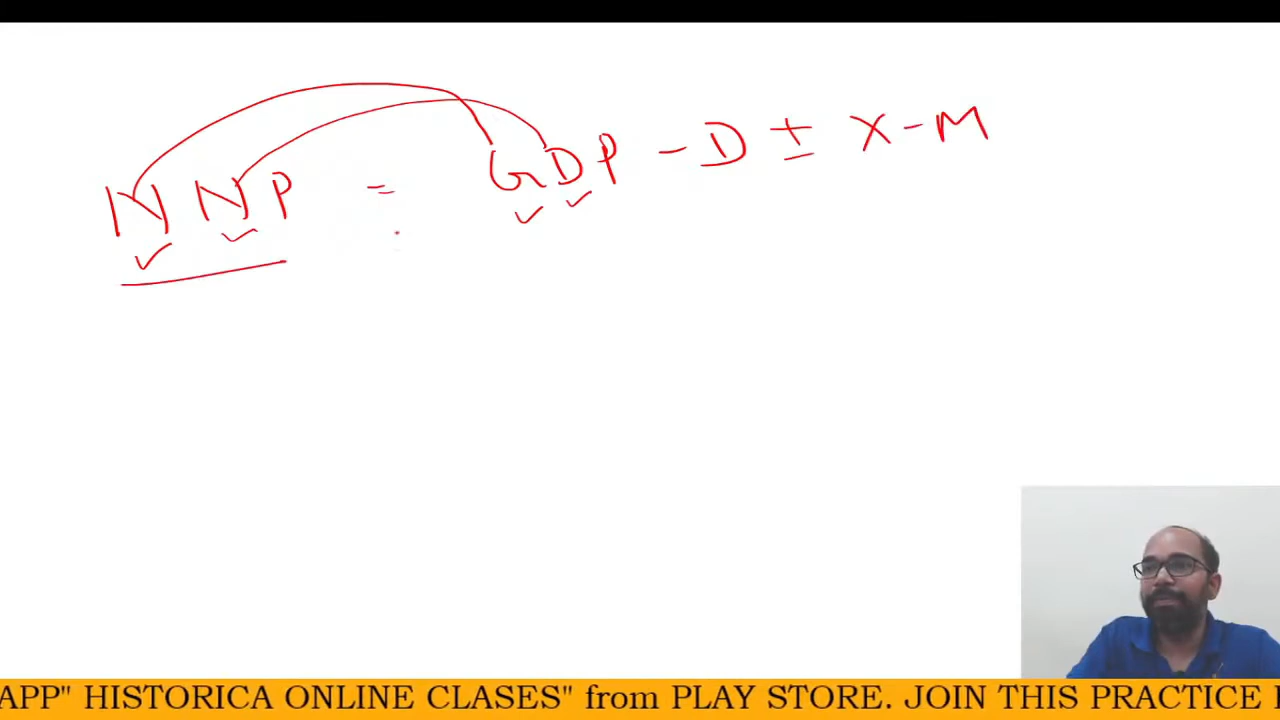 NNP = GDP - D ± X - M
APP" HISTORICA ONLINE CLASES" from PLAY STORE. JOIN THIS PRACTICE